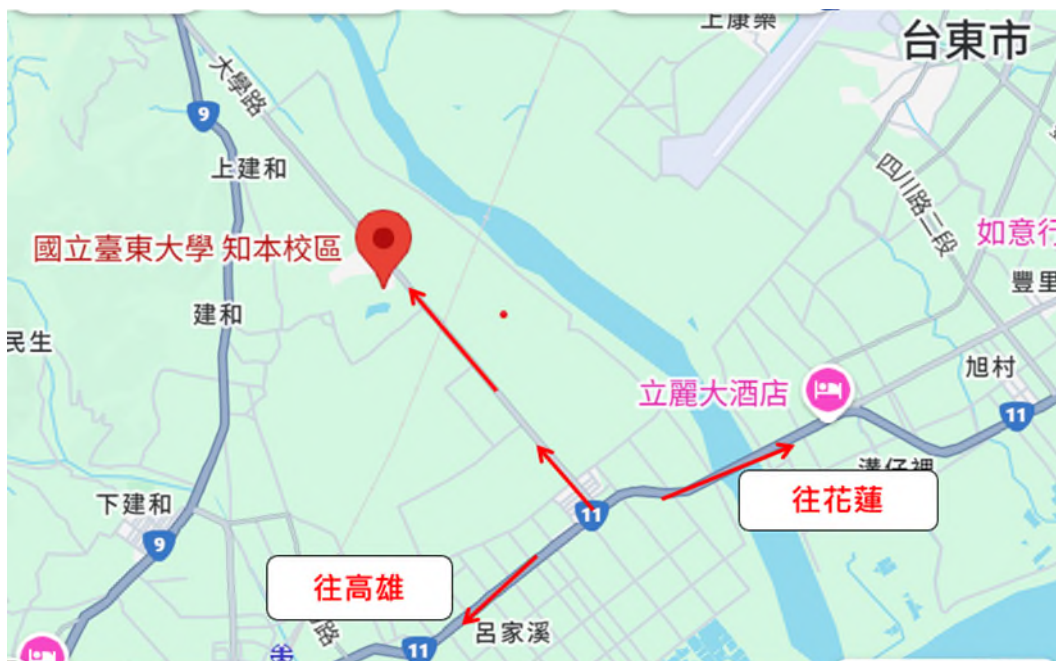 上康樂
台東市
大學路
9
上建和
四川路二段
國立臺東大學 知本校區
如意行
豐里
建和
民生
旭村
立麗大酒店
11
溝仔裡
往花蓮
11
下建和
9
往高雄
呂家溪
路
11